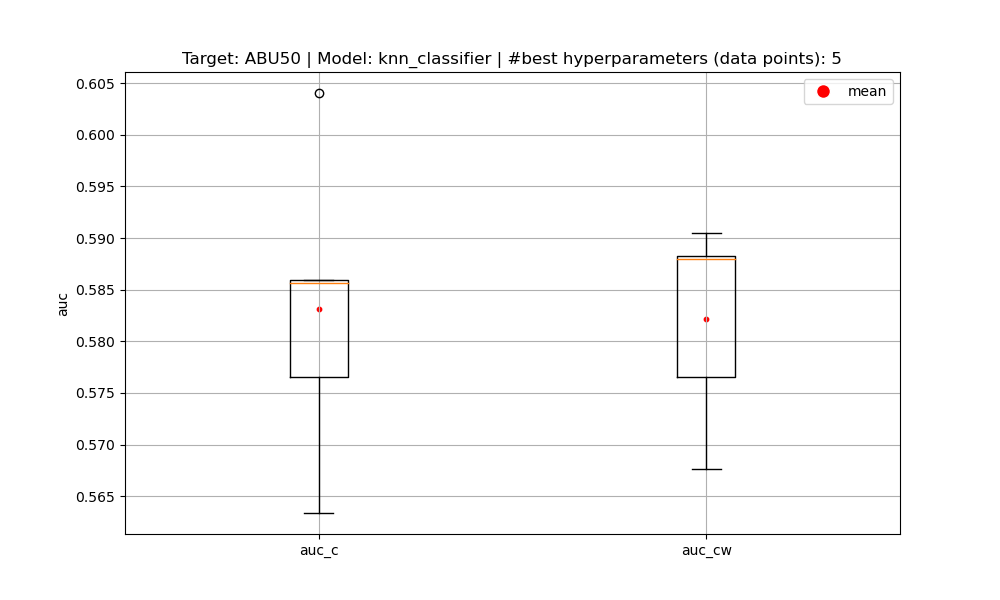 Target: ABU50 | Model: knn_classifier | #best hyperparameters (data points): 5
mean
0.605
0.600
0.595
0.590
0.585
0.580
0.575
0.570
0.565
auc
auc_c
auc_cw